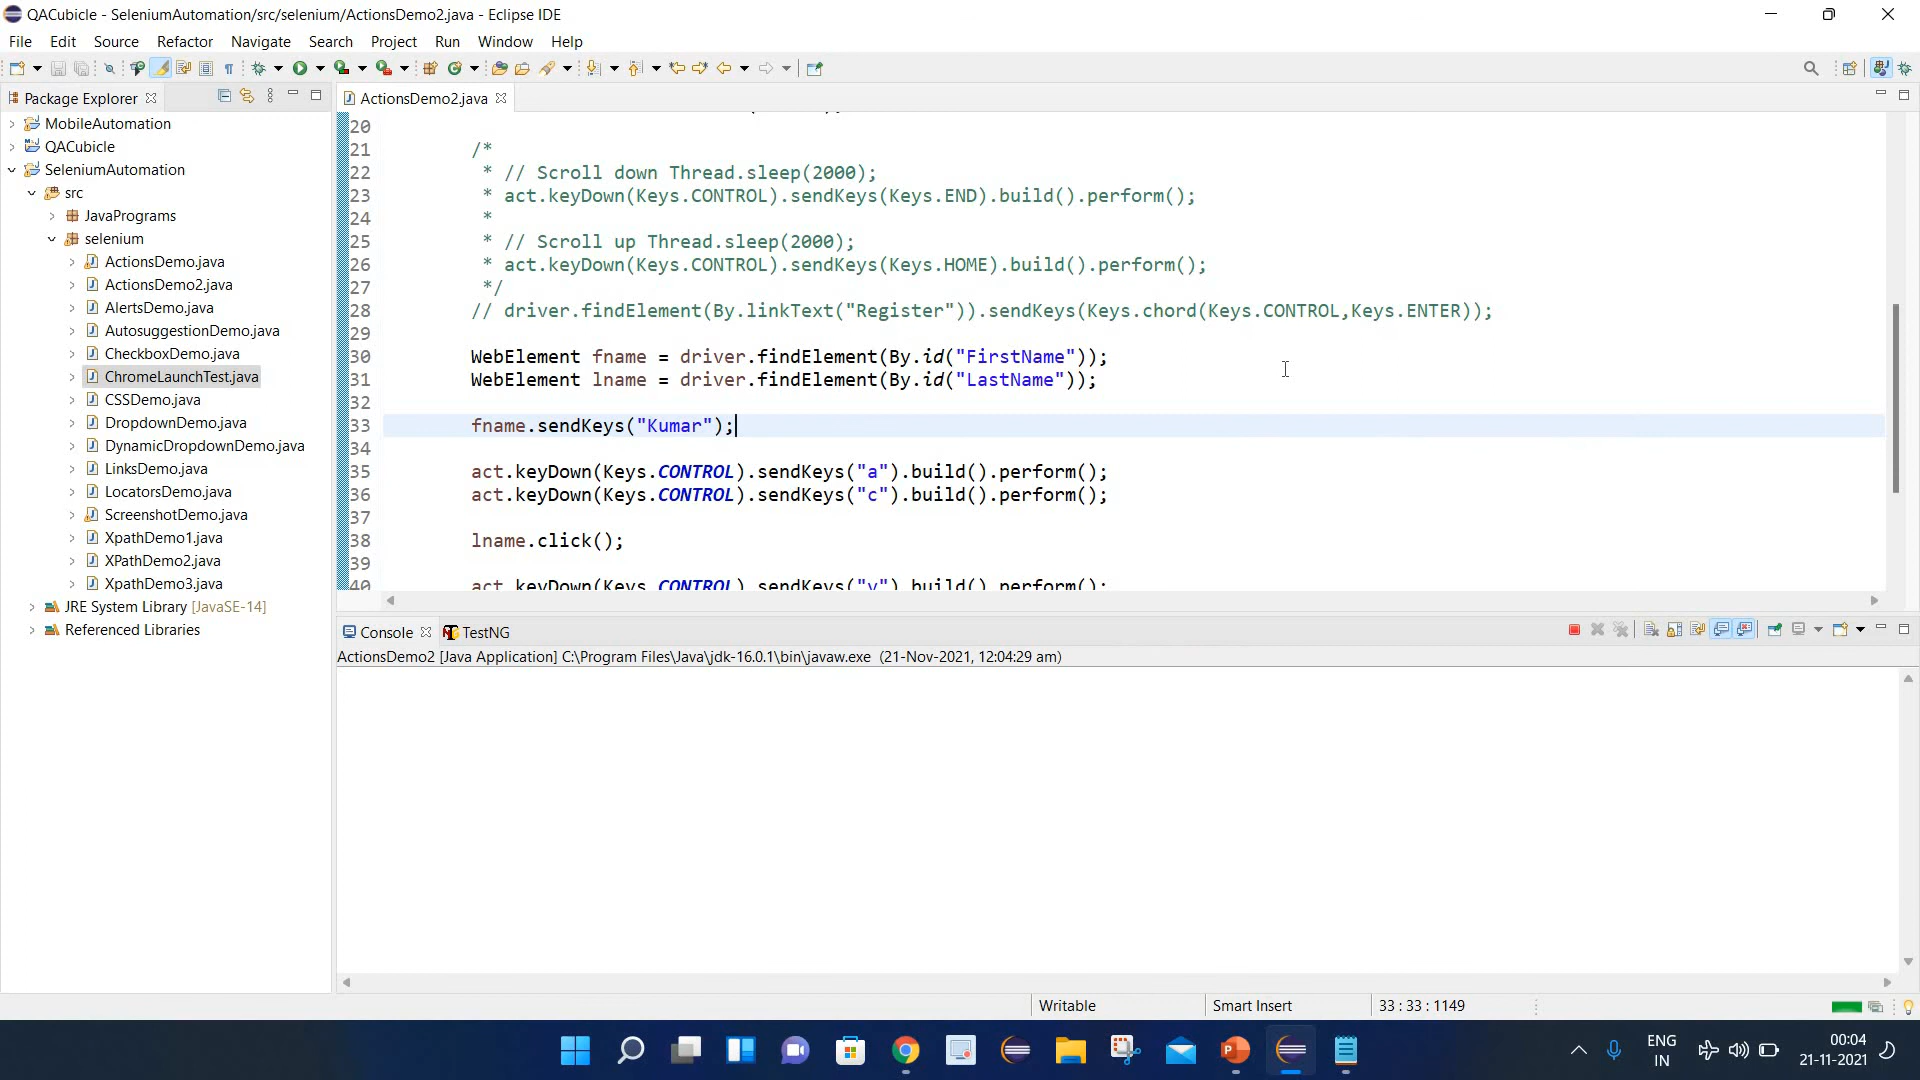 QACubicle - SeleniumAutomation/src/selenium/ActionsDemo2.java - Eclipse IDE
File Edit Source Refactor Navigate Search Project Run Window Help
Package Explorer
MobileAutomation
QACubicle
SeleniumAutomation
src
JavaPrograms
selenium
ActionsDemo.java
ActionsDemo2.java
AlertsDemo.java
AutosuggestionDemo.java
CheckboxDemo.java
ChromeLaunchTest.java
CSSDemo.java
DropdownDemo.java
DynamicDropdownDemo.java
LinksDemo.java
LocatorsDemo.java
ScreenshotDemo.java
XpathDemo1.java
XPathDemo2.java
XpathDemo3.java
JRE System Library [JavaSE-14]
Referenced Libraries
ActionsDemo2.java
20
21 /*
22 * // Scroll down Thread.sleep(2000);
23 * act.keyDown(Keys.CONTROL).sendKeys(Keys.END).build().perform();
24 *
25 * // Scroll up Thread.sleep(2000);
26 * act.keyDown(Keys.CONTROL).sendKeys(Keys.HOME).build().perform();
27 */
28 // driver.findElement(By.linkText("Register")).sendKeys(Keys.chord(Keys.CONTROL,Keys.ENTER));
29
30 WebElement fname = driver.findElement(By.id("FirstName"));
31 WebElement lname = driver.findElement(By.id("LastName"));
32
33 fname.sendKeys("Kumar");
34
35 act.keyDown(Keys.CONTROL).sendKeys("a").build().perform();
36 act.keyDown(Keys.CONTROL).sendKeys("c").build().perform();
37
38 lname.click();
39
40 act.keyDown(Keys.CONTROL).sendKeys("v").build().perform();
Console TestNG
ActionsDemo2 [Java Application] C:\Program Files\Java\jdk-16.0.1\bin\javaw.exe (21-Nov-2021, 12:04:29 am)
Writable Smart Insert 33 : 33 : 1149
ENG
IN
00:04
21-11-2021